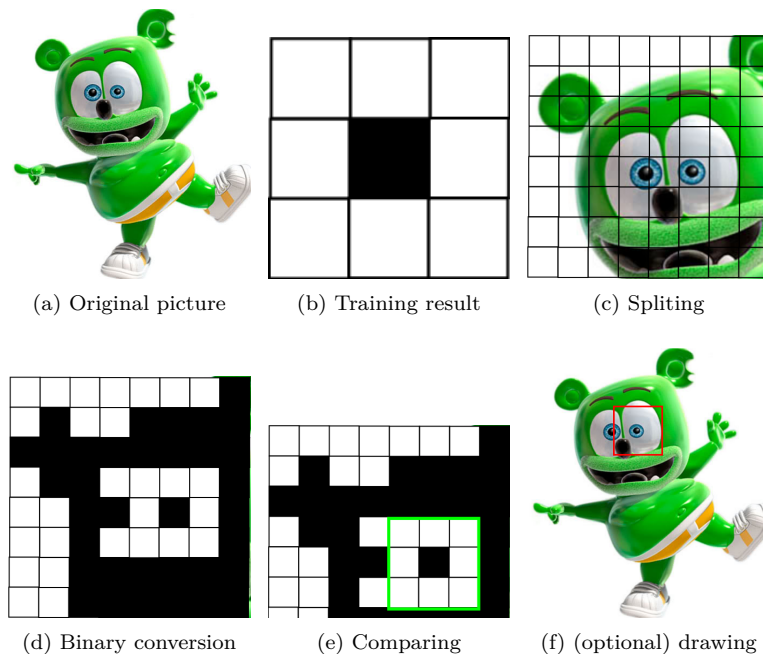 (a) Original picture
(b) Training result
(c) Spliting
(d) Binary conversion
(e) Comparing
(f) (optional) drawing